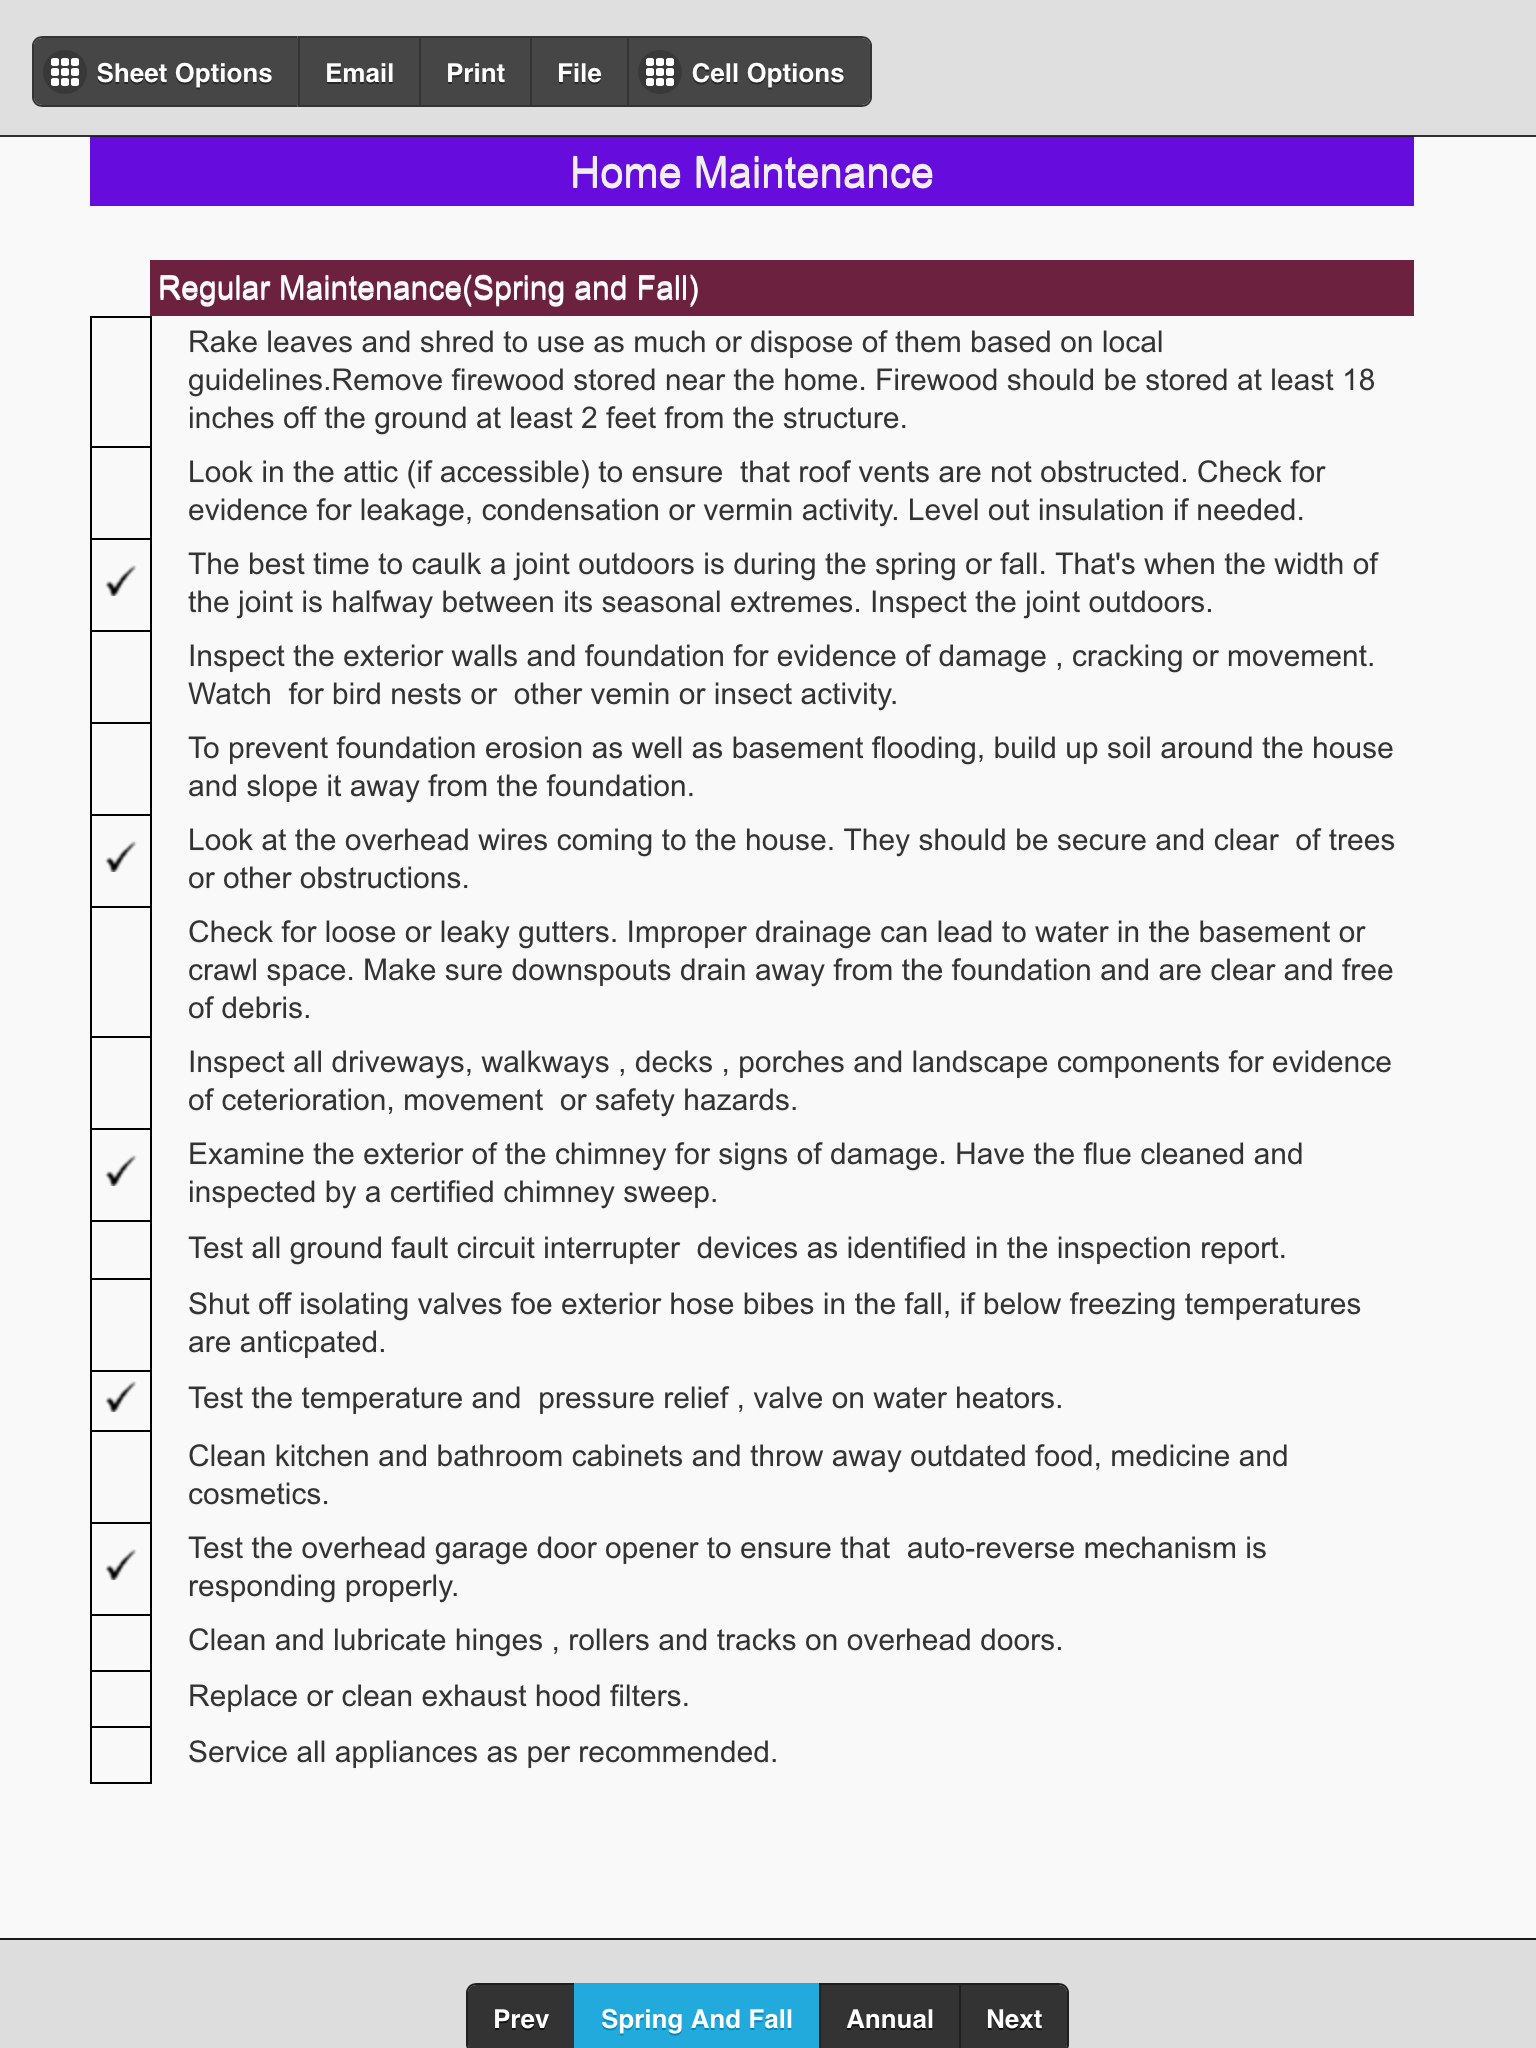 Sheet Options Email Print File Cell Options
Home Maintenance
Regular Maintenance(Spring and Fall)
Rake leaves and shred to use as much or dispose of them based on local
guidelines.Remove firewood stored near the home. Firewood should be stored at least 18
inches off the ground at least 2 feet from the structure.
Look in the attic (if accessible) to ensure  that roof vents are not obstructed. Check for
evidence for leakage, condensation or vermin activity. Level out insulation if needed.
The best time to caulk a joint outdoors is during the spring or fall. That's when the width of
the joint is halfway between its seasonal extremes. Inspect the joint outdoors.
Inspect the exterior walls and foundation for evidence of damage , cracking or movement.
Watch  for bird nests or  other vemin or insect activity.
To prevent foundation erosion as well as basement flooding, build up soil around the house
and slope it away from the foundation.
Look at the overhead wires coming to the house. They should be secure and clear  of trees
or other obstructions.
Check for loose or leaky gutters. Improper drainage can lead to water in the basement or
crawl space. Make sure downspouts drain away from the foundation and are clear and free
of debris.
Inspect all driveways, walkways , decks , porches and landscape components for evidence
of ceterioration, movement  or safety hazards.
Examine the exterior of the chimney for signs of damage. Have the flue cleaned and
inspected by a certified chimney sweep.
Test all ground fault circuit interrupter  devices as identified in the inspection report.
Shut off isolating valves foe exterior hose bibes in the fall, if below freezing temperatures
are anticpated.
Test the temperature and  pressure relief , valve on water heators.
Clean kitchen and bathroom cabinets and throw away outdated food, medicine and
cosmetics.
Test the overhead garage door opener to ensure that  auto-reverse mechanism is
responding properly.
Clean and lubricate hinges , rollers and tracks on overhead doors.
Replace or clean exhaust hood filters.
Service all appliances as per recommended.
Prev Spring And Fall Annual Next